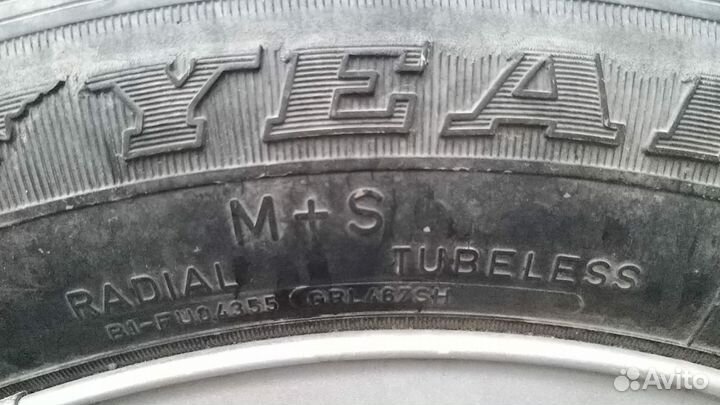 YEA
M+S
RADIAL TUBELESS
Avito